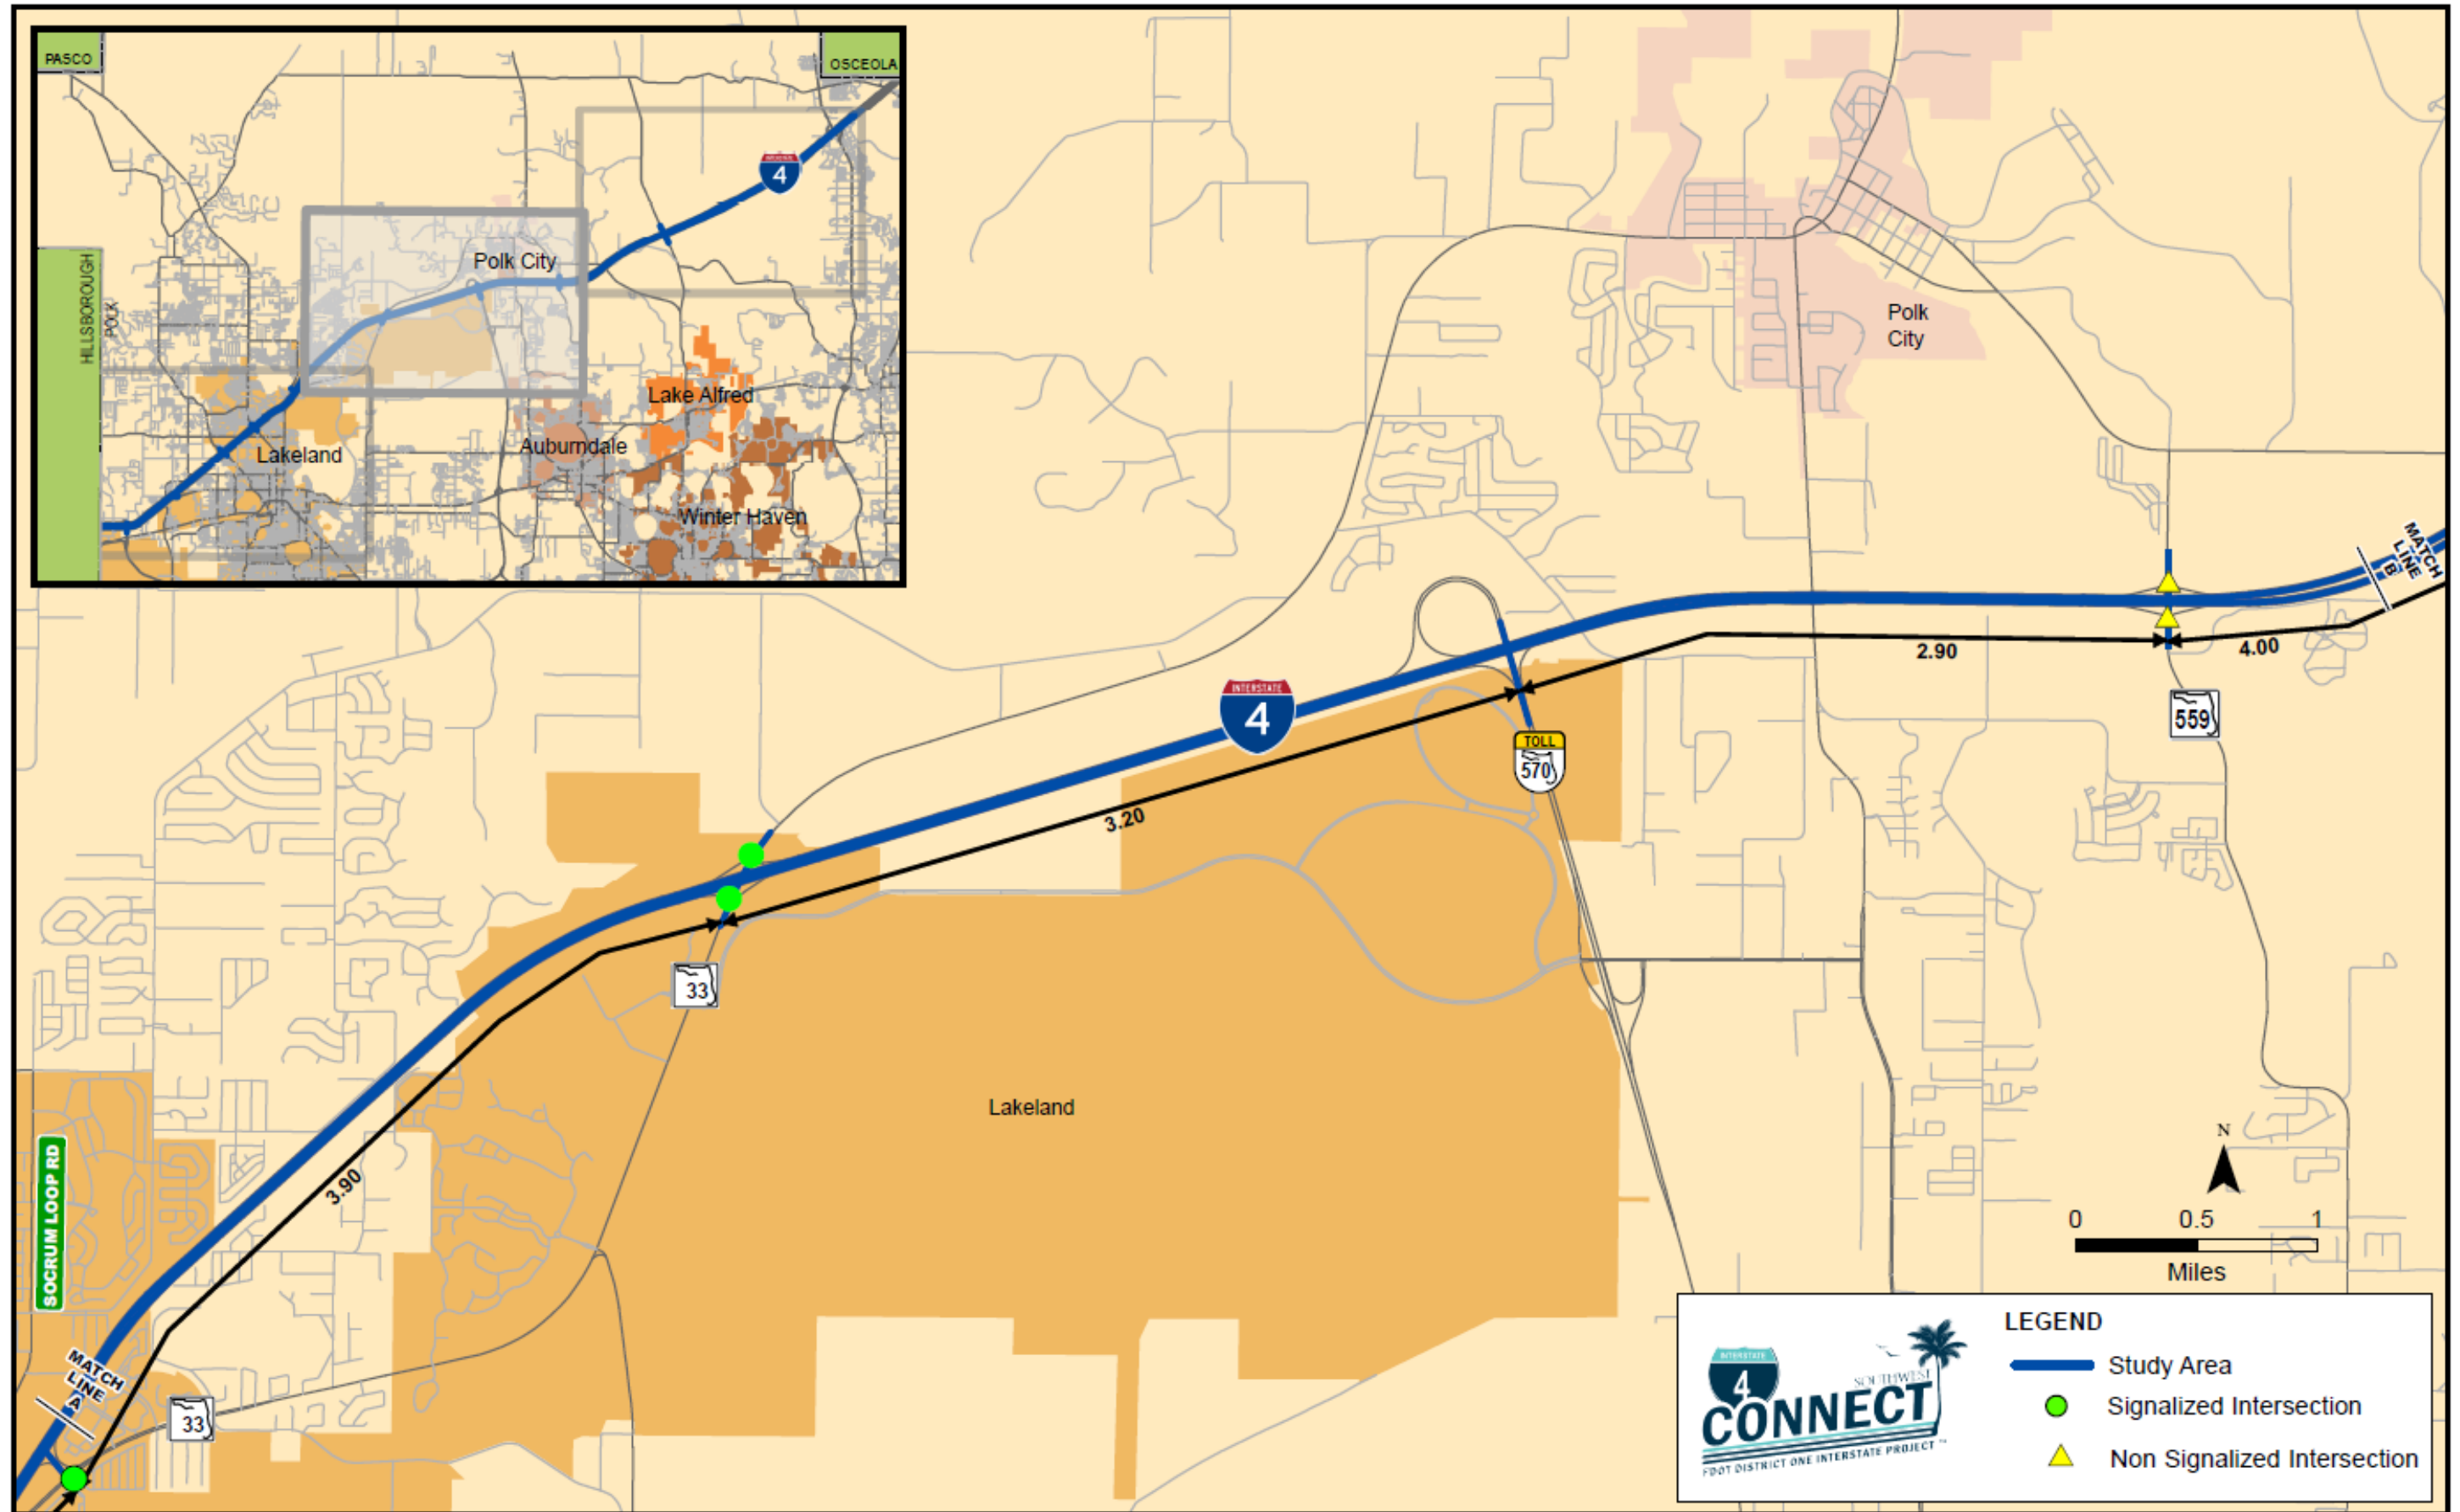 PASCO
OSCEOLA
INTERSTATE
4
HILLSBOROUGH
POLK
Polk City
Lake Alfred
Auburndale
Lakeland
Winter Haven
Polk
City
MATCH
LINE
B
2.90
4.00
559
INTERSTATE
4
TOLL
570
3.20
33
Lakeland
3.90
SOCRUM LOOP RD
MATCH
LINE
A
33
N
0 0.5 1
Miles
INTERSTATE
4
SOUTHWEST
CONNECT
FDOT DISTRICT ONE INTERSTATE PROJECT ™
LEGEND
Study Area
Signalized Intersection
Non Signalized Intersection